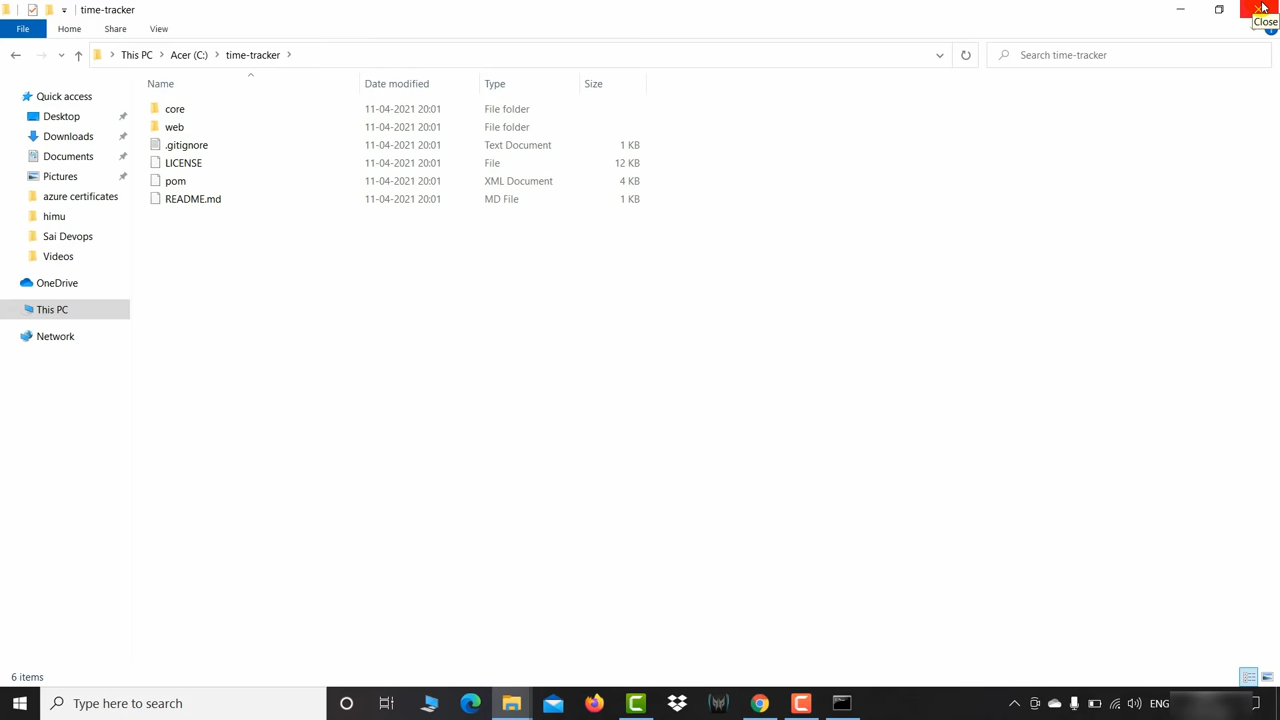 time-tracker
Close
File Home Share View
This PC Acer (C:) time-tracker
Search time-tracker
Name Date modified Type Size
Quick access
Desktop
Downloads
Documents
Pictures
azure certificates
himu
Sai Devops
Videos
OneDrive
This PC
Network
core 11-04-2021 20:01 File folder
web 11-04-2021 20:01 File folder
.gitignore 11-04-2021 20:01 Text Document 1 KB
LICENSE 11-04-2021 20:01 File 12 KB
pom 11-04-2021 20:01 XML Document 4 KB
README.md 11-04-2021 20:01 MD File 1 KB
6 items
Type here to search
ENG